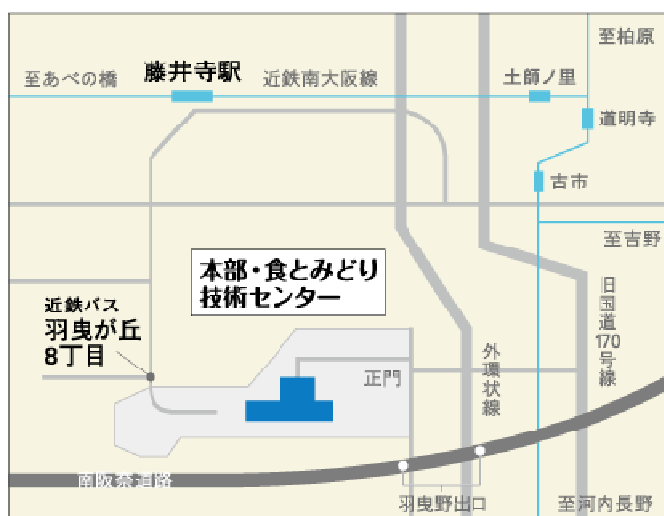 至柏原
至あべの橋
藤井寺駅
近鉄南大阪線
土師ノ里
道明寺
古市
至吉野
本部・食とみどり
技術センター
近鉄バス
羽曳が丘
8丁目
正門
外環状線
旧国道170号線
南阪奈道路
羽曳野出口
至河内長野